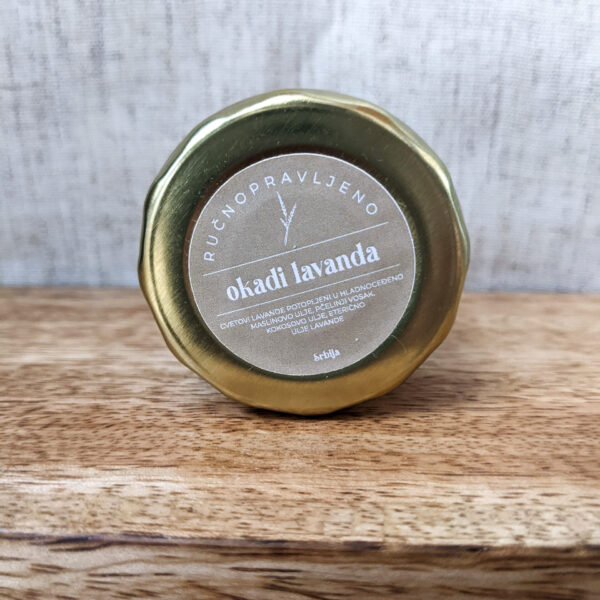 RUČNOPRAVLJENO
okadi lavanda
CVETOVI LAVANDE POTOPLJENI U HLADNOCEĐENO
MASLINOVO ULJE, PČELINJI VOSAK,
KOKOSOVO ULJE, ETERIČNO
ULJE LAVANDE
Srbija